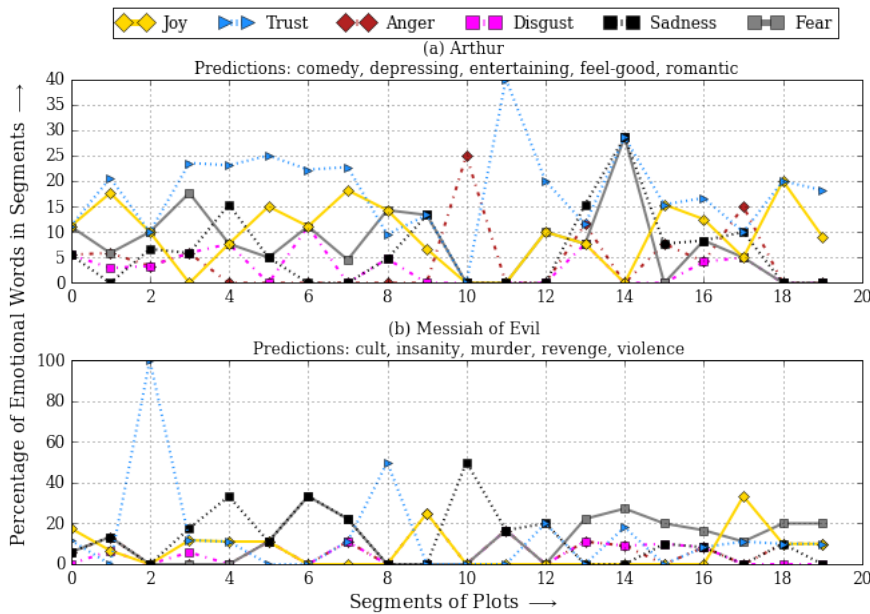 Joy Trust Anger Disgust Sadness Fear
(a) Arthur
Predictions: comedy, depressing, entertaining, feel-good, romantic
Percentage of Emotional Words in Segments →
40
35
30
25
20
15
10
5
0
0 2 4 6 8 10 12 14 16 18 20
(b) Messiah of Evil
Predictions: cult, insanity, murder, revenge, violence
100
80
60
40
20
0
0 2 4 6 8 10 12 14 16 18 20
Segments of Plots →